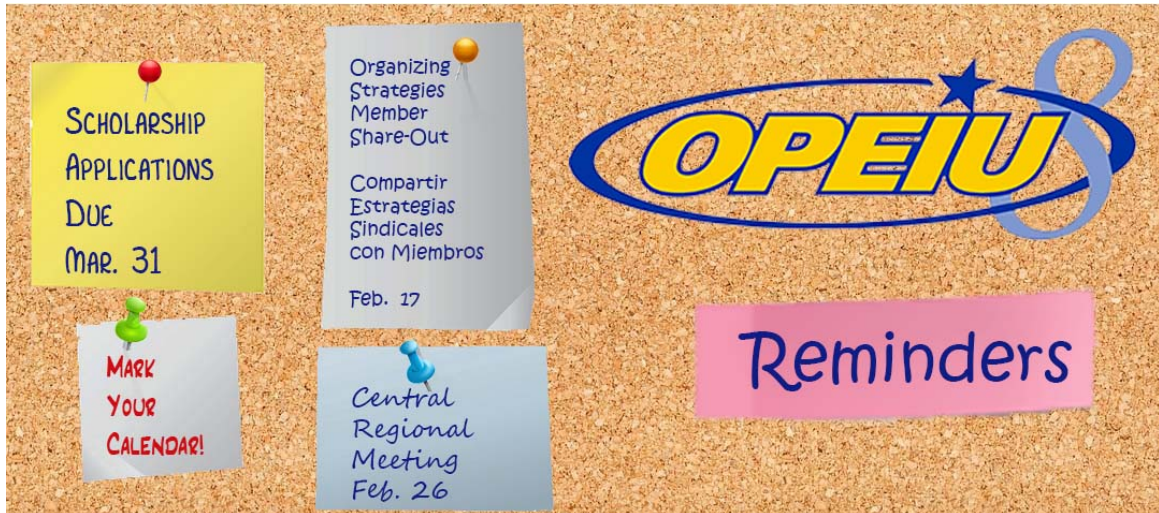 SCHOLARSHIP
APPLICATIONS
DUE
MAR. 31
MARK
YOUR
CALENDAR!
Organizing
Strategies
Member
Share-Out
Compartir
Estrategias
Sindicales
con Miembros
Feb. 17
Central
Regional
Meeting
Feb. 26
OPEIU 8
Reminders